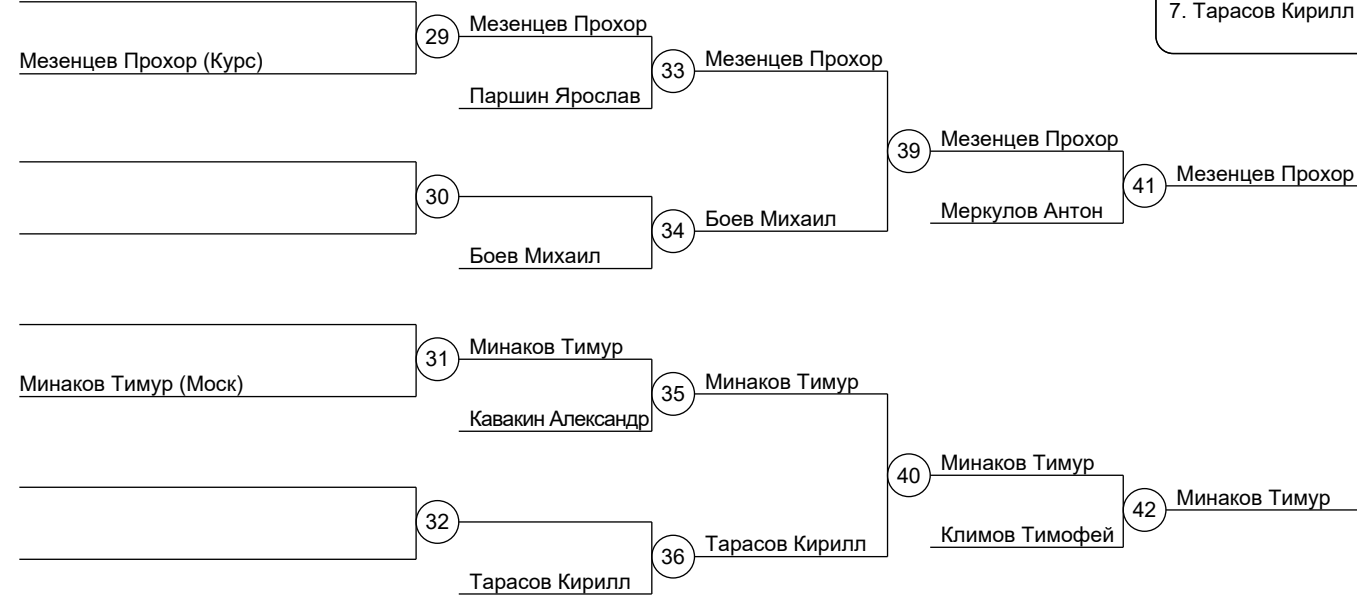 7. Тарасов Кирилл
29
Мезенцев Прохор
Мезенцев Прохор (Курс)
33
Мезенцев Прохор
Паршин Ярослав
39
Мезенцев Прохор
30
41
Мезенцев Прохор
34
Боев Михаил
Меркулов Антон
Боев Михаил
31
Минаков Тимур
Минаков Тимур (Моск)
35
Минаков Тимур
Кавакин Александр
40
Минаков Тимур
32
42
Минаков Тимур
36
Тарасов Кирилл
Климов Тимофей
Тарасов Кирилл